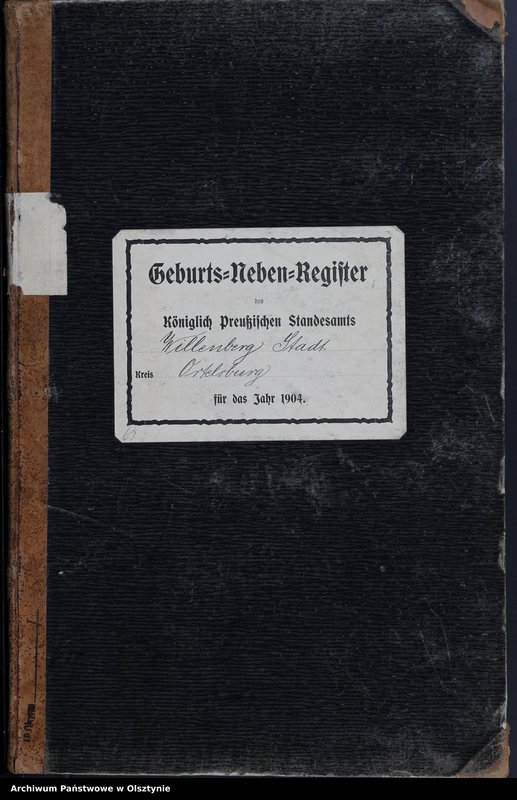 Geburts-Neben-Register
des
Königlich Preußischen Standesamts
Willenberg Stadt
Kreis Ortelsburg
für das Jahr 1904.
Archiwum Państwowe w Olsztynie